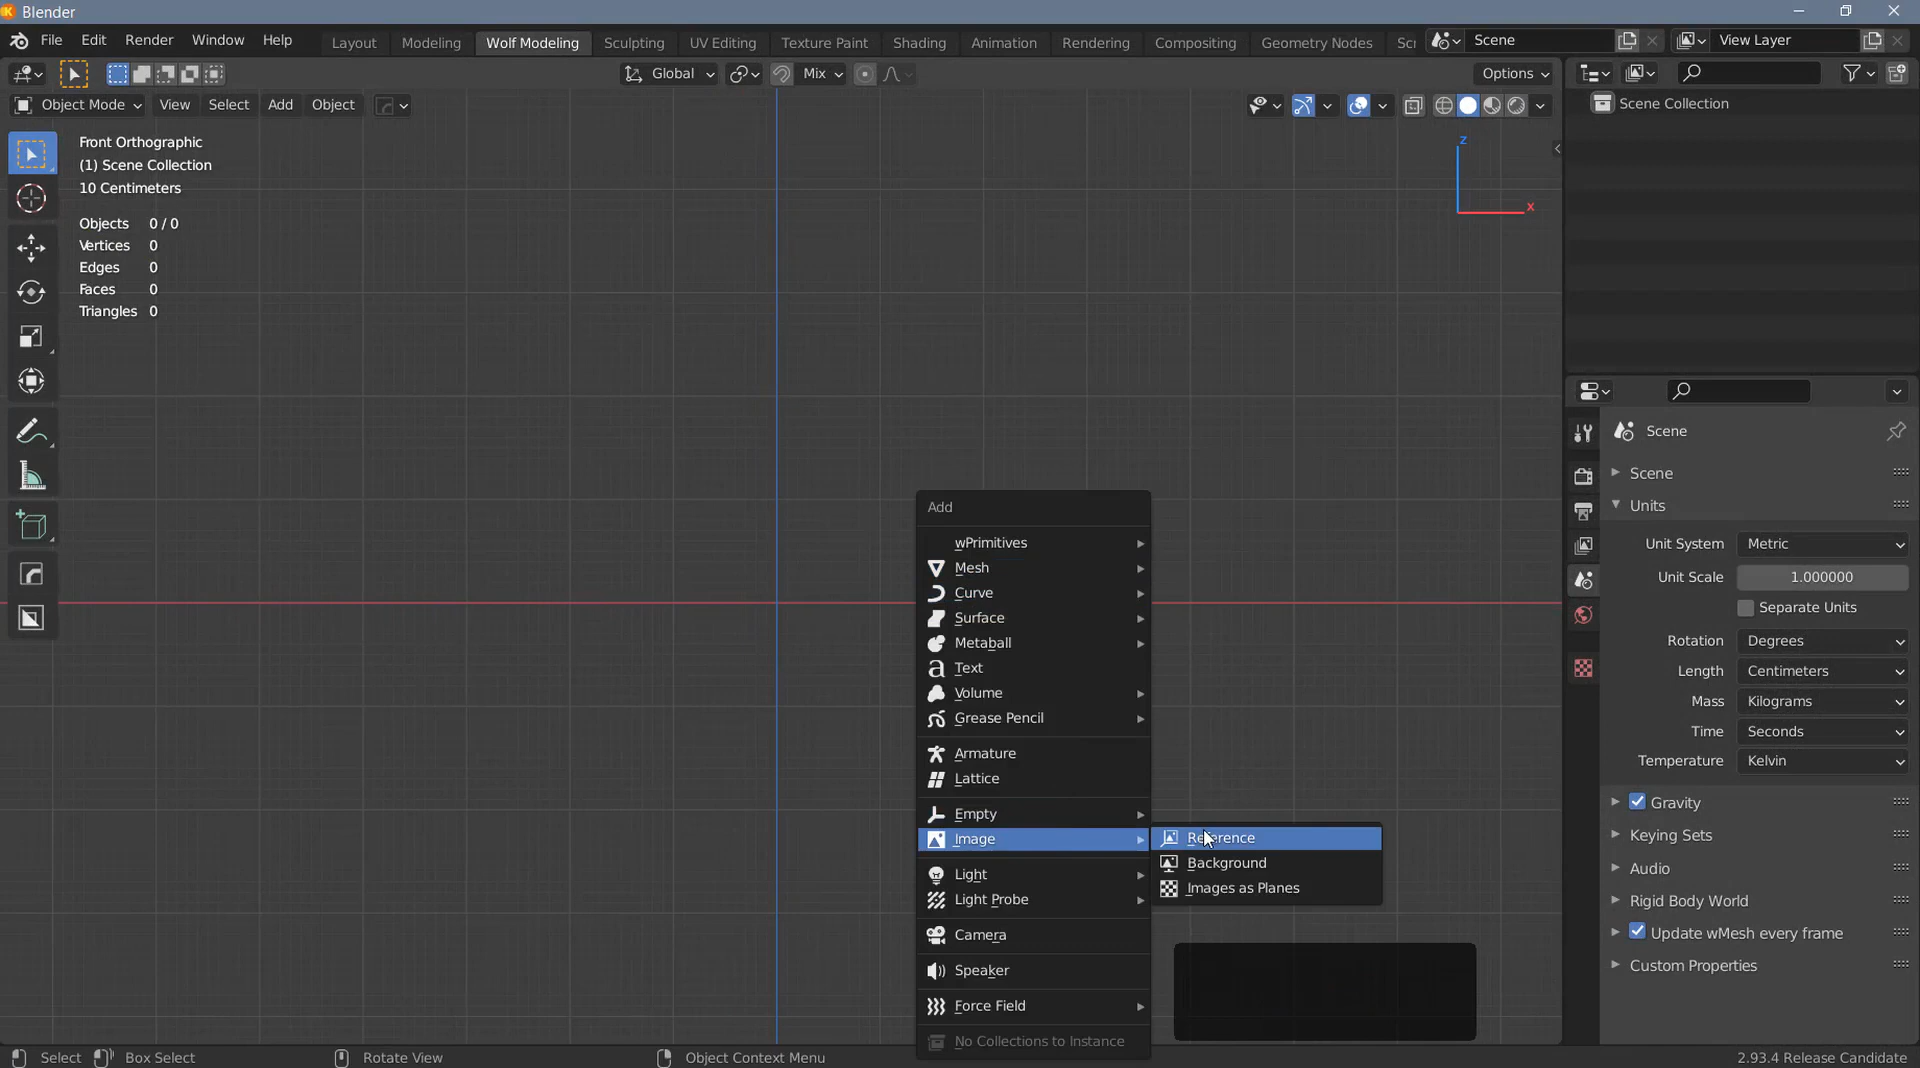 Blender
File Edit Render Window Help Layout Modeling Wolf Modeling Sculpting UV Editing Texture Paint Shading Animation Rendering Compositing Geometry Nodes Scene View Layer
Global Mix Options
Object Mode View Select Add Object
Scene Collection
Front Orthographic
(1) Scene Collection
10 Centimeters
Objects 0 / 0
Vertices 0
Edges 0
Faces 0
Triangles 0
Z
X
Add
wPrimitives
Mesh
Curve
Surface
Metaball
Text
Volume
Grease Pencil
Armature
Lattice
Empty
Image
Light
Light Probe
Camera
Speaker
Force Field
No Collections to Instance
Reference
Background
Images as Planes
Scene
Scene
Units
Unit System Metric
Unit Scale 1.000000
Separate Units
Rotation Degrees
Length Centimeters
Mass Kilograms
Time Seconds
Temperature Kelvin
Gravity
Keying Sets
Audio
Rigid Body World
Update wMesh every frame
Custom Properties
Select Box Select Rotate View Object Context Menu 2.93.4 Release Candidate